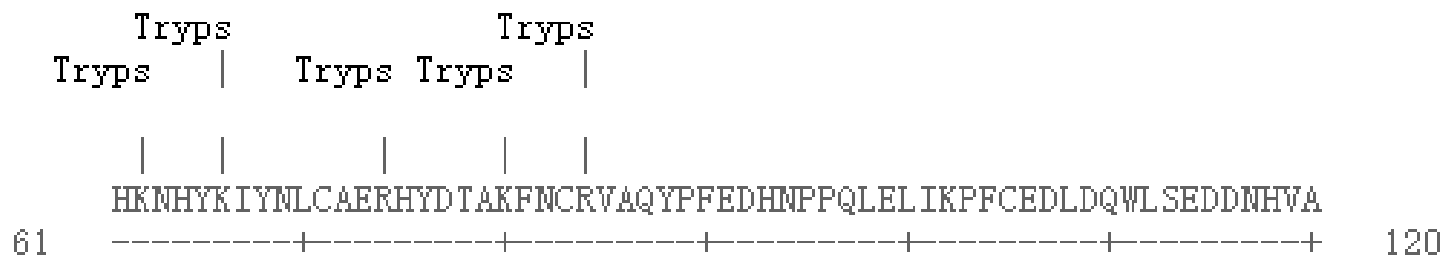 Tryps Tryps
Tryps | Tryps Tryps |
| | | | |
HKNHYKIYNLCAERHYDTAKFNCRVAQYPFEDHNPPQLELIKPFCEDLDQWLSEDDNHVA
61 ---------+---------+---------+---------+---------+---------+ 120